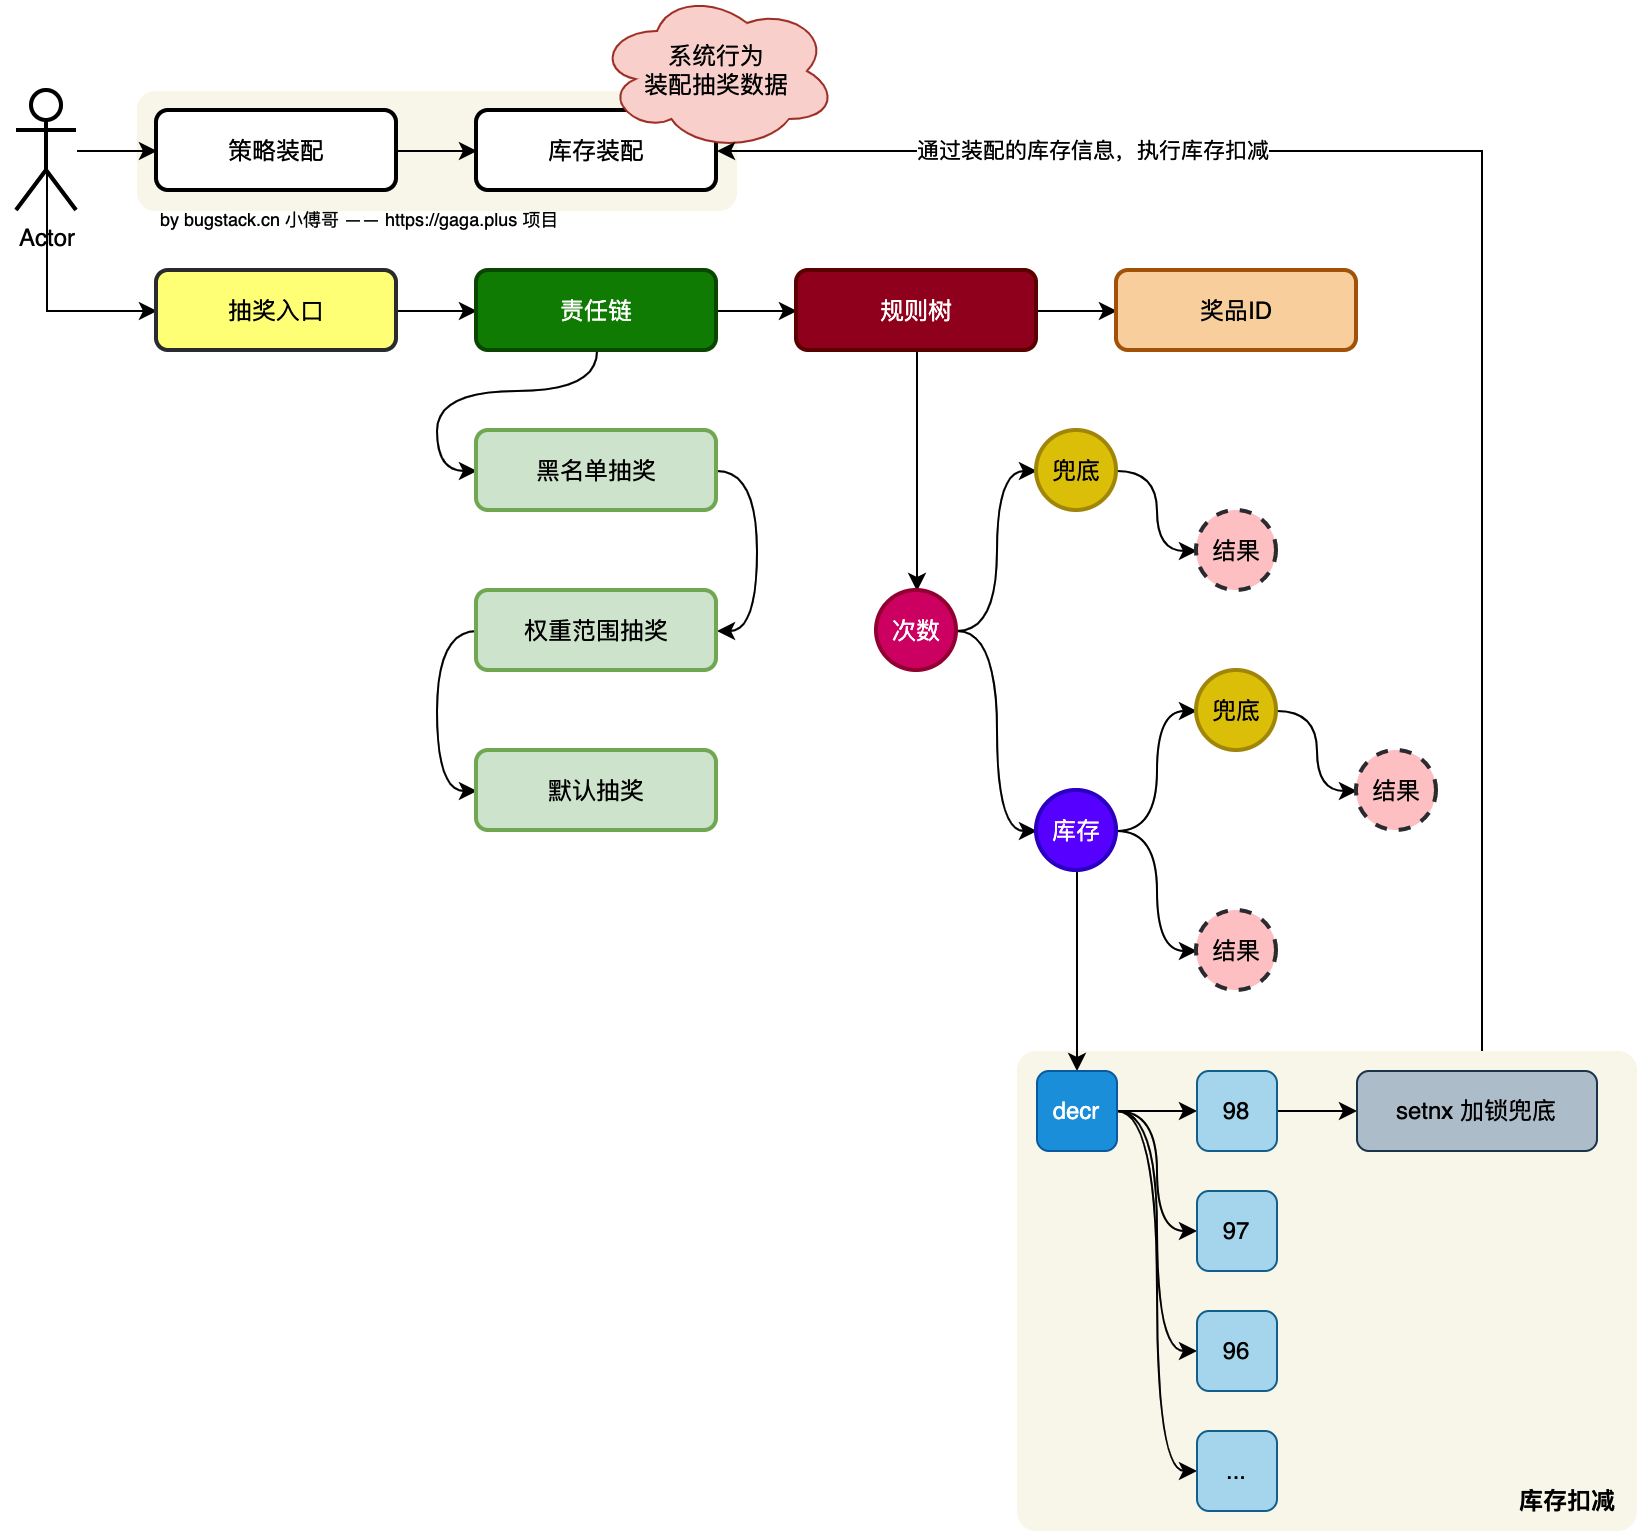 系统行为
装配抽奖数据
策略装配
库存装配
通过装配的库存信息，执行库存扣减
by bugstack.cn 小傅哥 —— https://gaga.plus 项目
Actor
抽奖入口
责任链
规则树
奖品ID
黑名单抽奖
兜底
结果
权重范围抽奖
次数
兜底
默认抽奖
结果
库存
结果
decr
98
setnx 加锁兜底
97
96
...
库存扣减